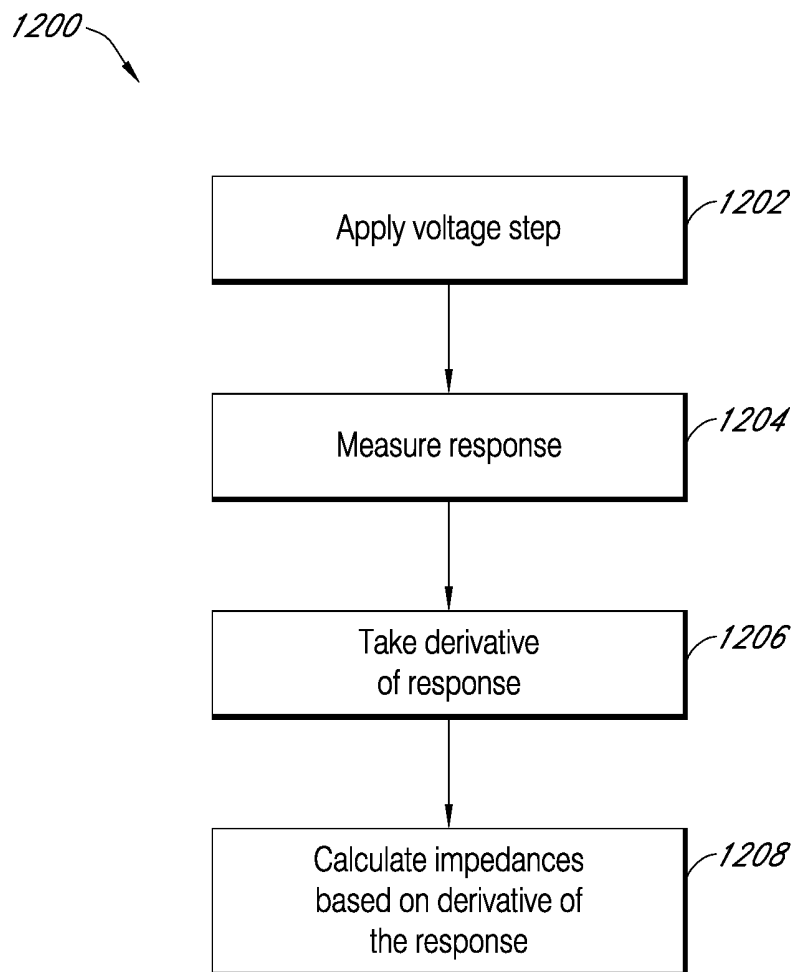 1200
Apply voltage step
1202
Measure response
1204
Take derivative
of response
1206
Calculate impedances
based on derivative of
the response
1208